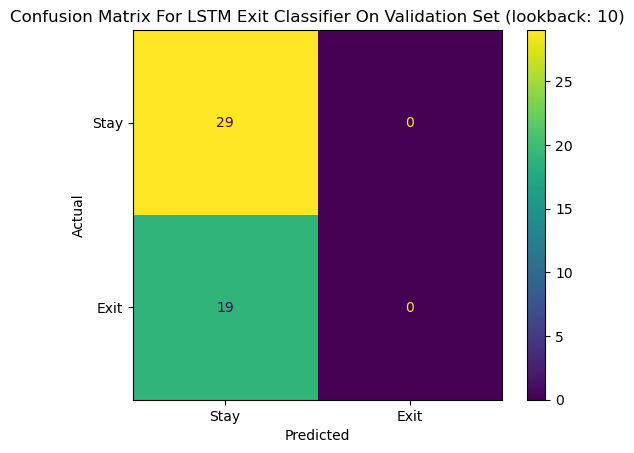 Confusion Matrix For LSTM Exit Classifier On Validation Set (lookback: 10)
Stay
29
0
Exit
19
0
Actual
Stay
Exit
Predicted
25
20
15
10
5
0